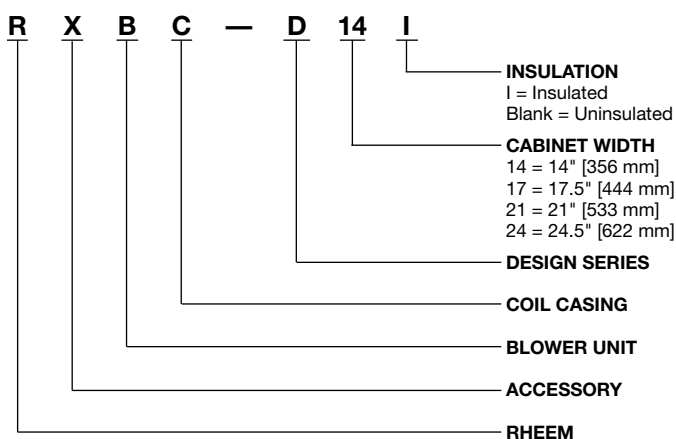 R X B C — D 14 I
INSULATION
I = Insulated
Blank = Uninsulated
CABINET WIDTH
14 = 14" [356 mm]
17 = 17.5" [444 mm]
21 = 21" [533 mm]
24 = 24.5" [622 mm]
DESIGN SERIES
COIL CASING
BLOWER UNIT
ACCESSORY
RHEEM